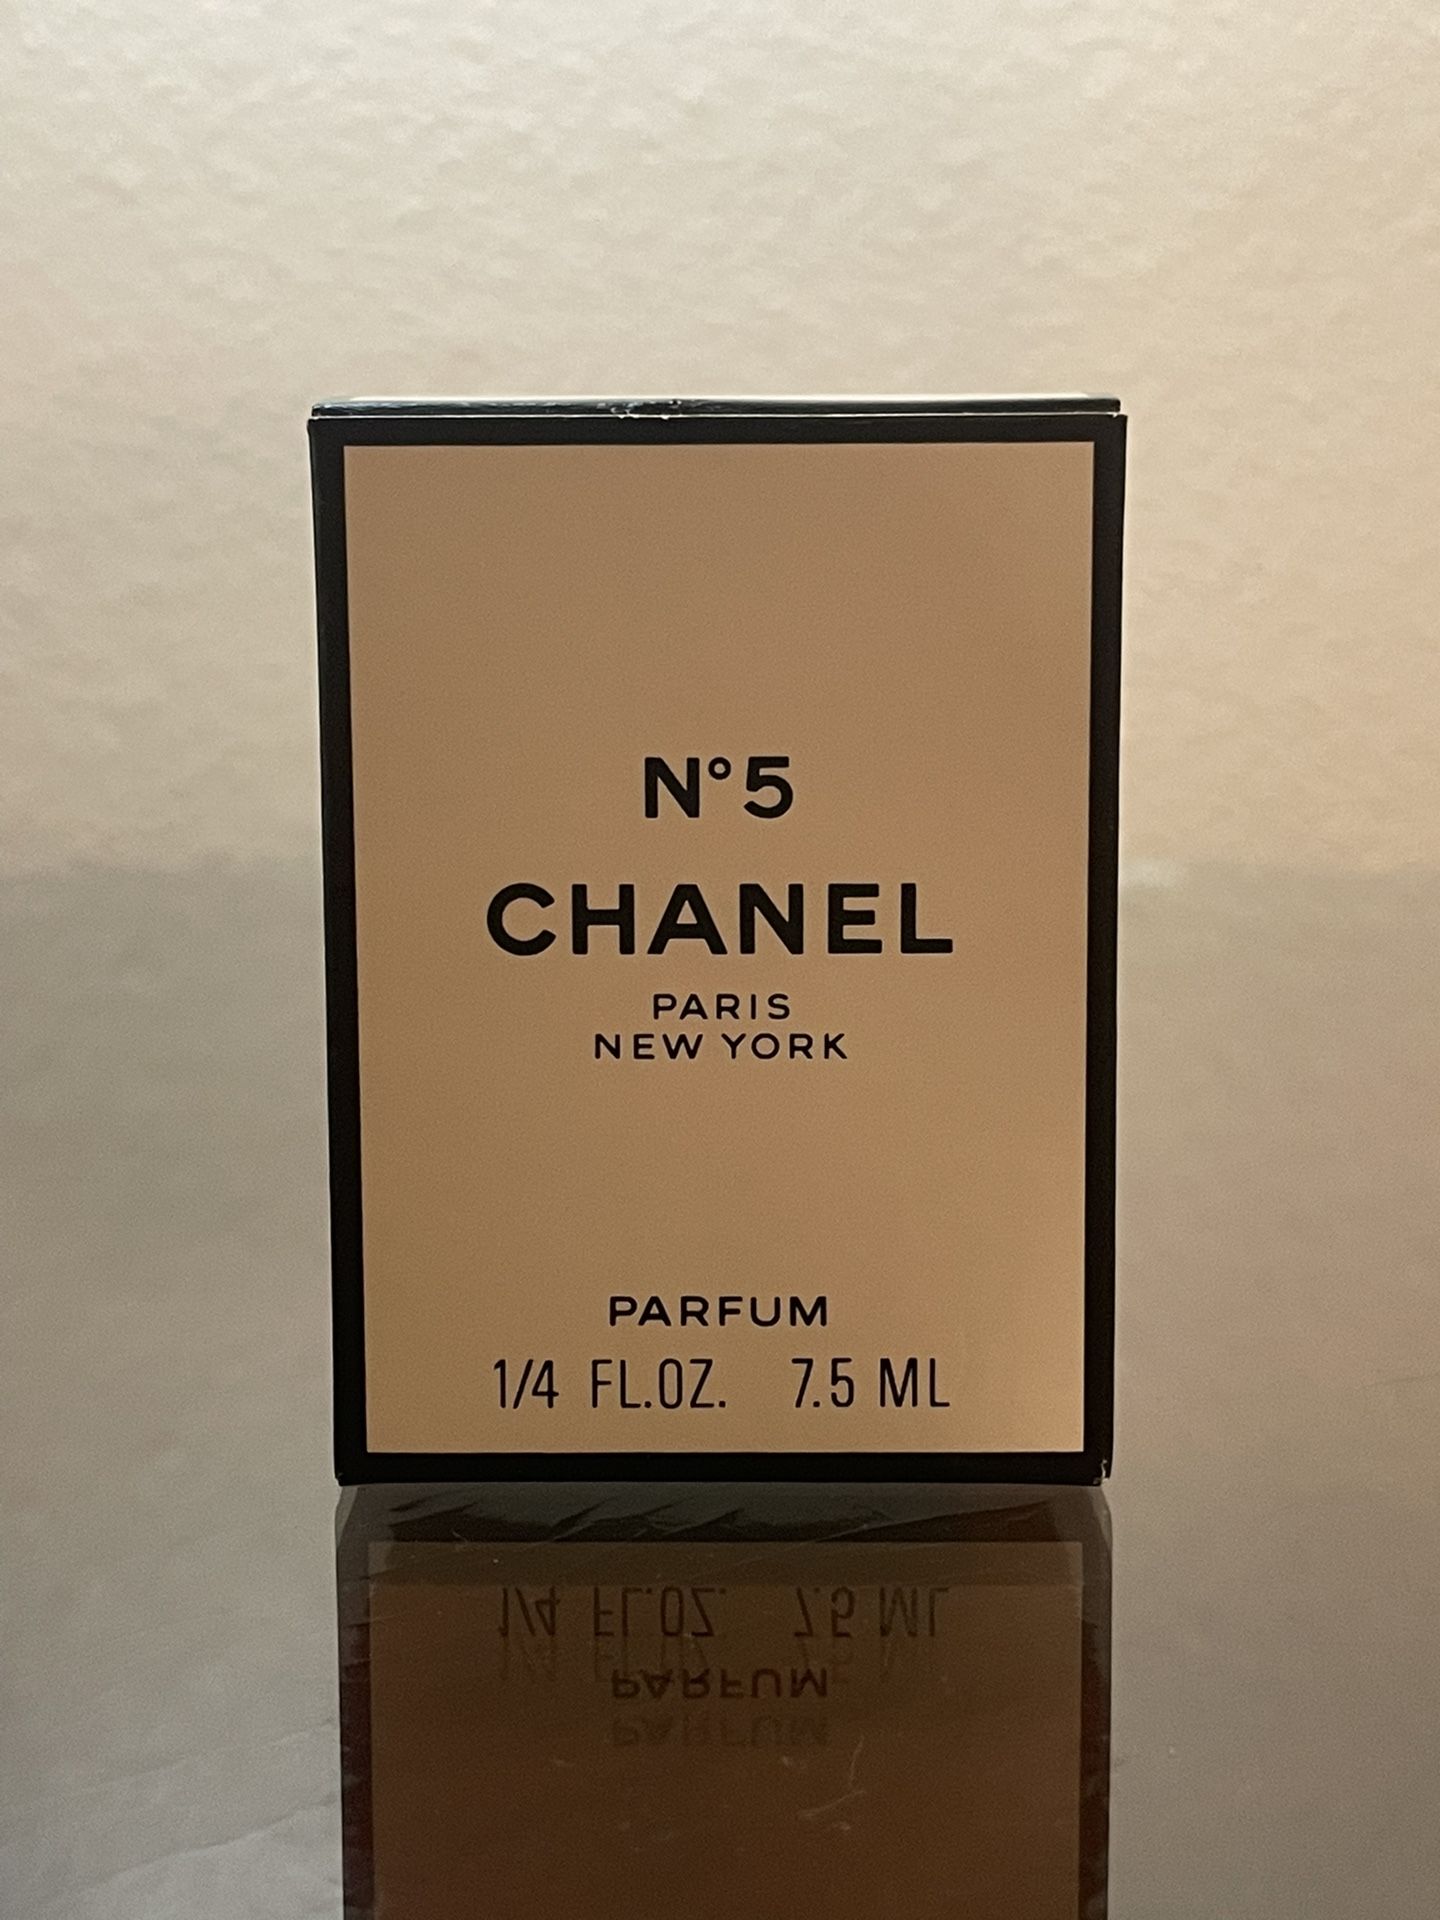 N°5
CHANEL
PARIS
NEW YORK
PARFUM
1/4 FL.OZ. 7.5 ML